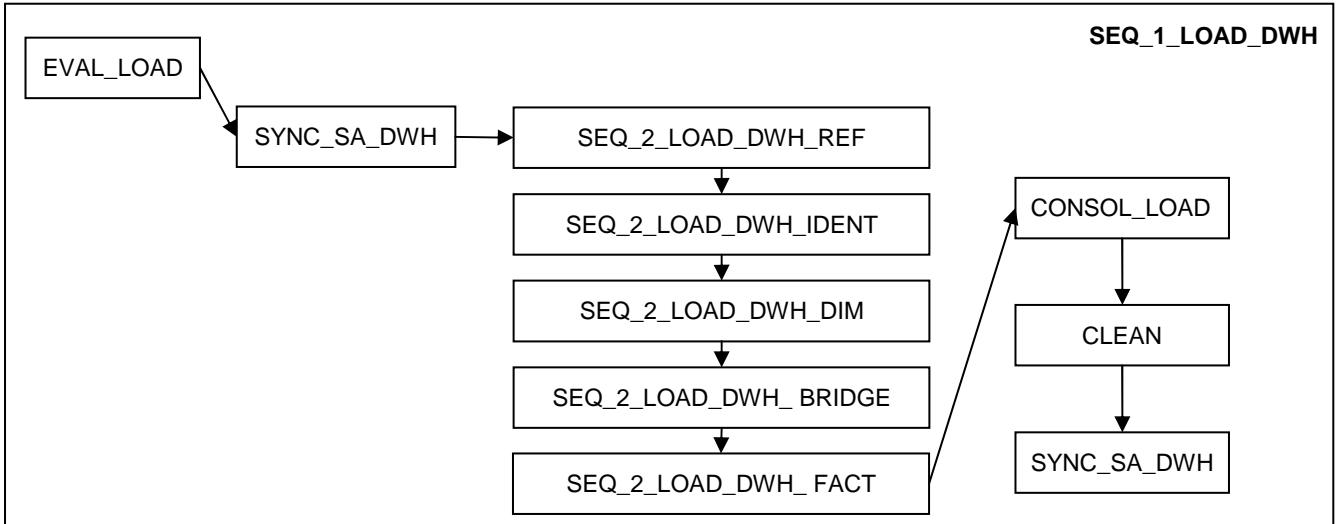 SEQ_1_LOAD_DWH
EVAL_LOAD
SYNC_SA_DWH
SEQ_2_LOAD_DWH_REF
SEQ_2_LOAD_DWH_IDENT
SEQ_2_LOAD_DWH_DIM
SEQ_2_LOAD_DWH_ BRIDGE
SEQ_2_LOAD_DWH_ FACT
CONSOL_LOAD
CLEAN
SYNC_SA_DWH